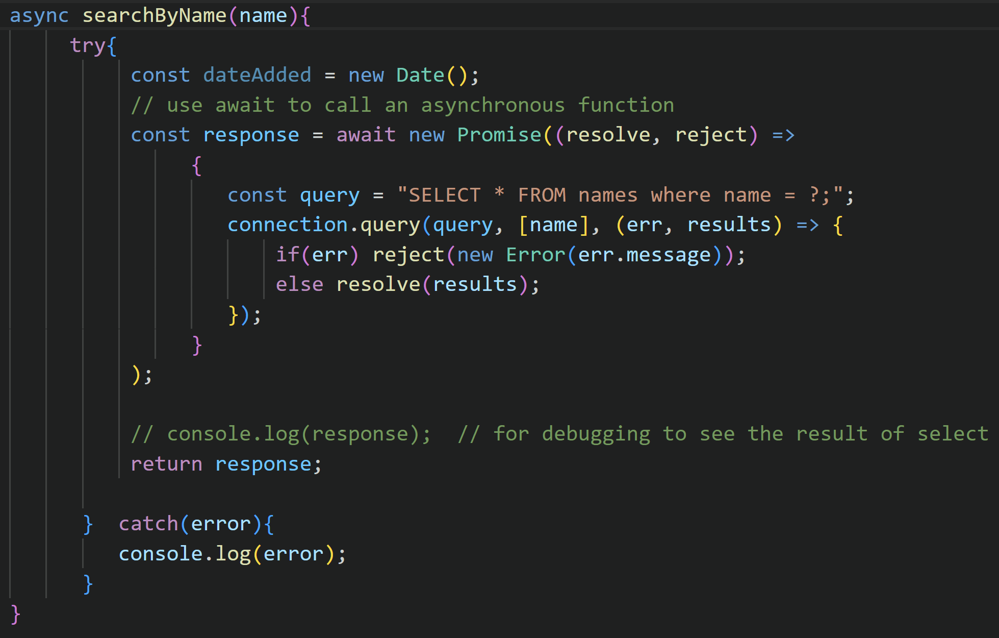 async searchByName(name){
try{
const dateAdded = new Date();
// use await to call an asynchronous function
const response = await new Promise((resolve, reject) =>
{
const query = "SELECT * FROM names where name = ?;";
connection.query(query, [name], (err, results) => {
if(err) reject(new Error(err.message));
else resolve(results);
});
}
);
// console.log(response);  // for debugging to see the result of select
return response;
}  catch(error){
console.log(error);
}
}